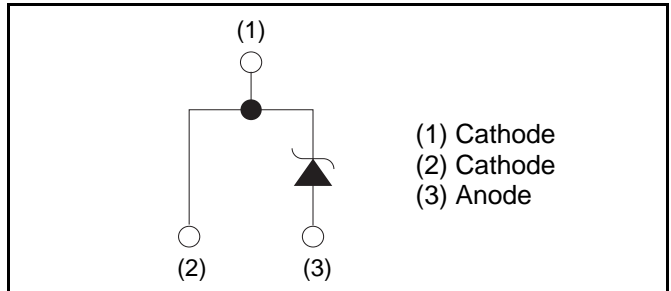 (1)
(1) Cathode
(2) Cathode
(3) Anode
(2) (3)